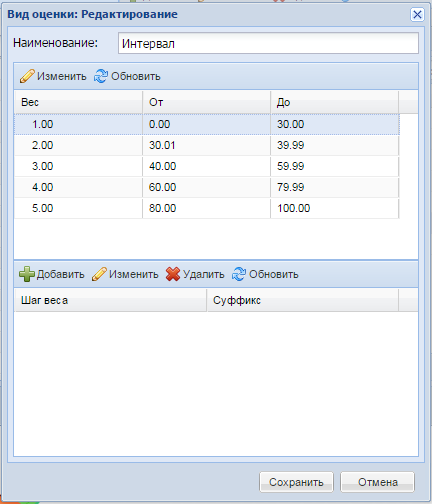 Вид оценки: Редактирование
Наименование: Интервал
Изменить Обновить
Вес От До
1.00 0.00 30.00
2.00 30.01 39.99
3.00 40.00 59.99
4.00 60.00 79.99
5.00 80.00 100.00
Добавить Изменить Удалить Обновить
Шаг веса Суффикс
Сохранить Отмена